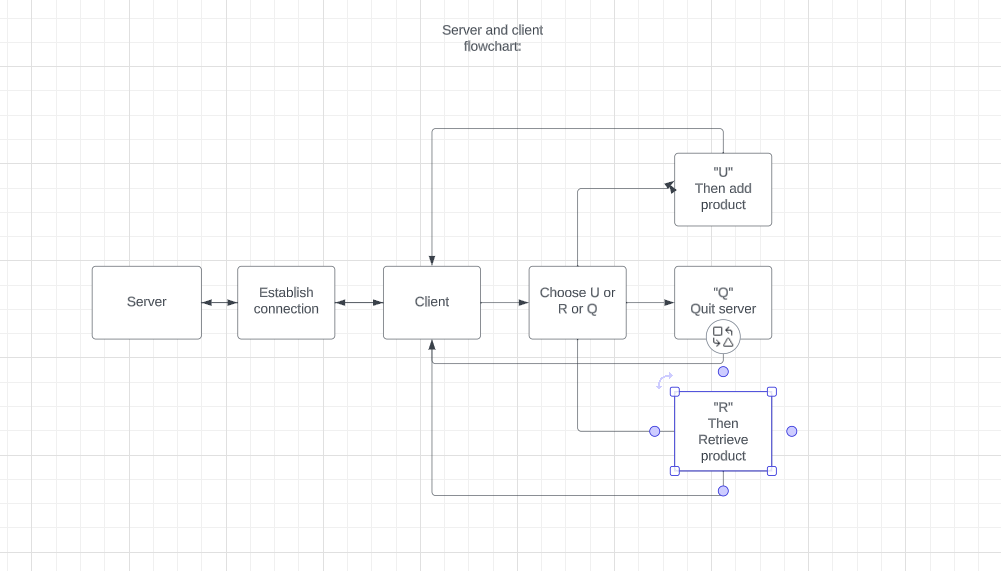 Server and client
flowchart:
"U"
Then add
product
Server
Establish
connection
Client
Choose U or
R or Q
"Q"
Quit server
"R"
Then
Retrieve
product